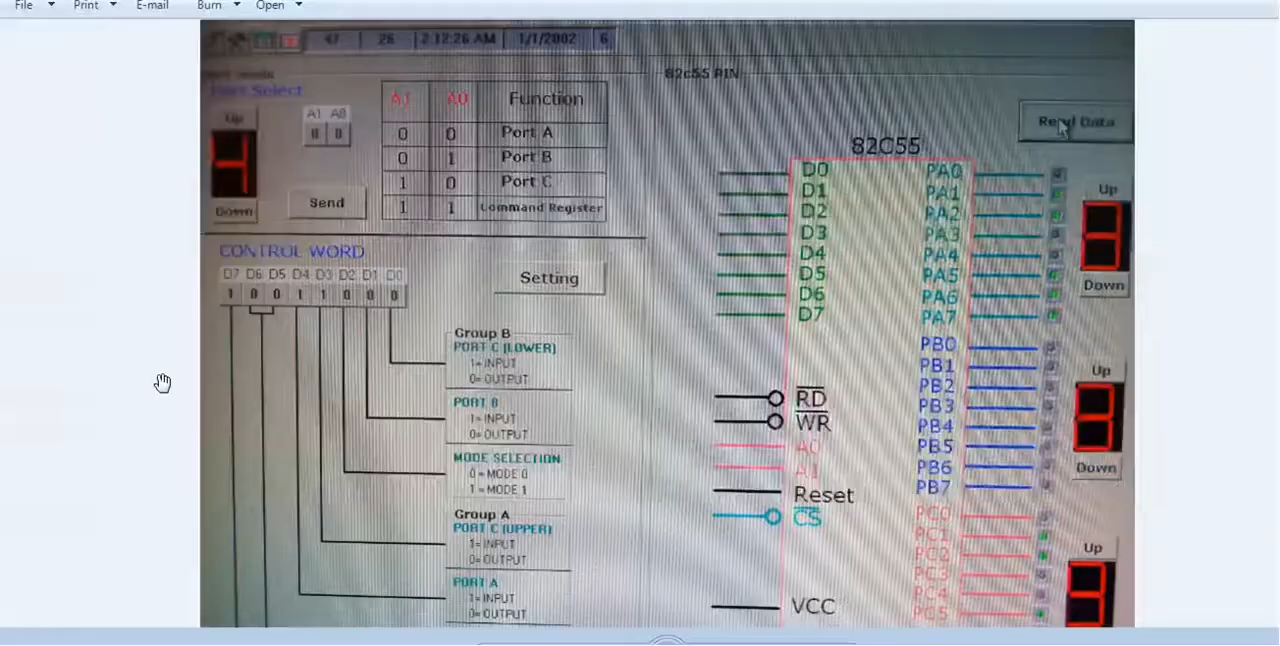 File Print E-mail Burn Open
47 26 2:12:26 AM 1/1/2002 6
82c55 PIN
Select
Up
Down
A1 A0
0 0
Send
A1 A0 Function
0 0 Port A
0 1 Port B
1 0 Port C
1 1 Command Register
CONTROL WORD
D7 D6 D5 D4 D3 D2 D1 D0
1 0 0 1 1 0 0 0
Setting
Group B
PORT C (LOWER)
1= INPUT
0= OUTPUT
PORT B
1= INPUT
0= OUTPUT
MODE SELECTION
0 = MODE 0
1 = MODE 1
Group A
PORT C (UPPER)
1= INPUT
0= OUTPUT
PORT A
1= INPUT
0= OUTPUT
Read Data
82C55
D0
D1
D2
D3
D4
D5
D6
D7
RD
WR
A0
A1
Reset
CS
VCC
PA0
PA1
PA2
PA3
PA4
PA5
PA6
PA7
PB0
PB1
PB2
PB3
PB4
PB5
PB6
PB7
PC0
PC1
PC2
PC3
PC4
PC5
Up
Down
Up
Down
Up